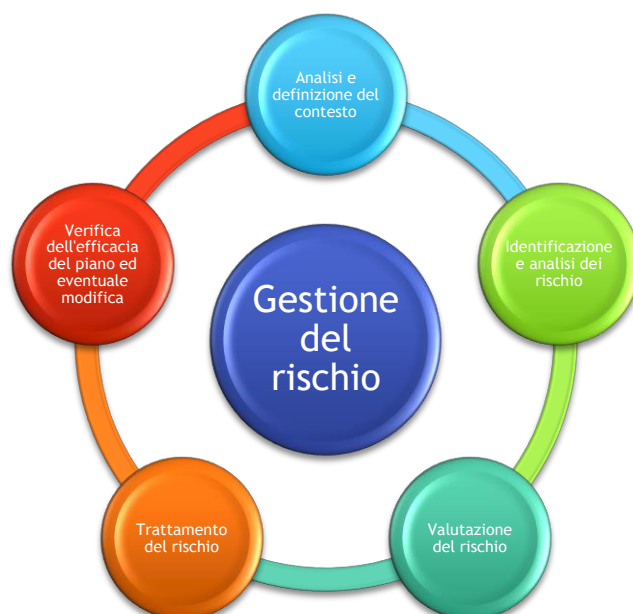 Analisi e
definizione del
contesto
Identificazione
e analisi dei
rischio
Valutazione
del rischio
Trattamento
del rischio
Verifica
dell'efficacia
del piano ed
eventuale
modifica
Gestione
del
rischio